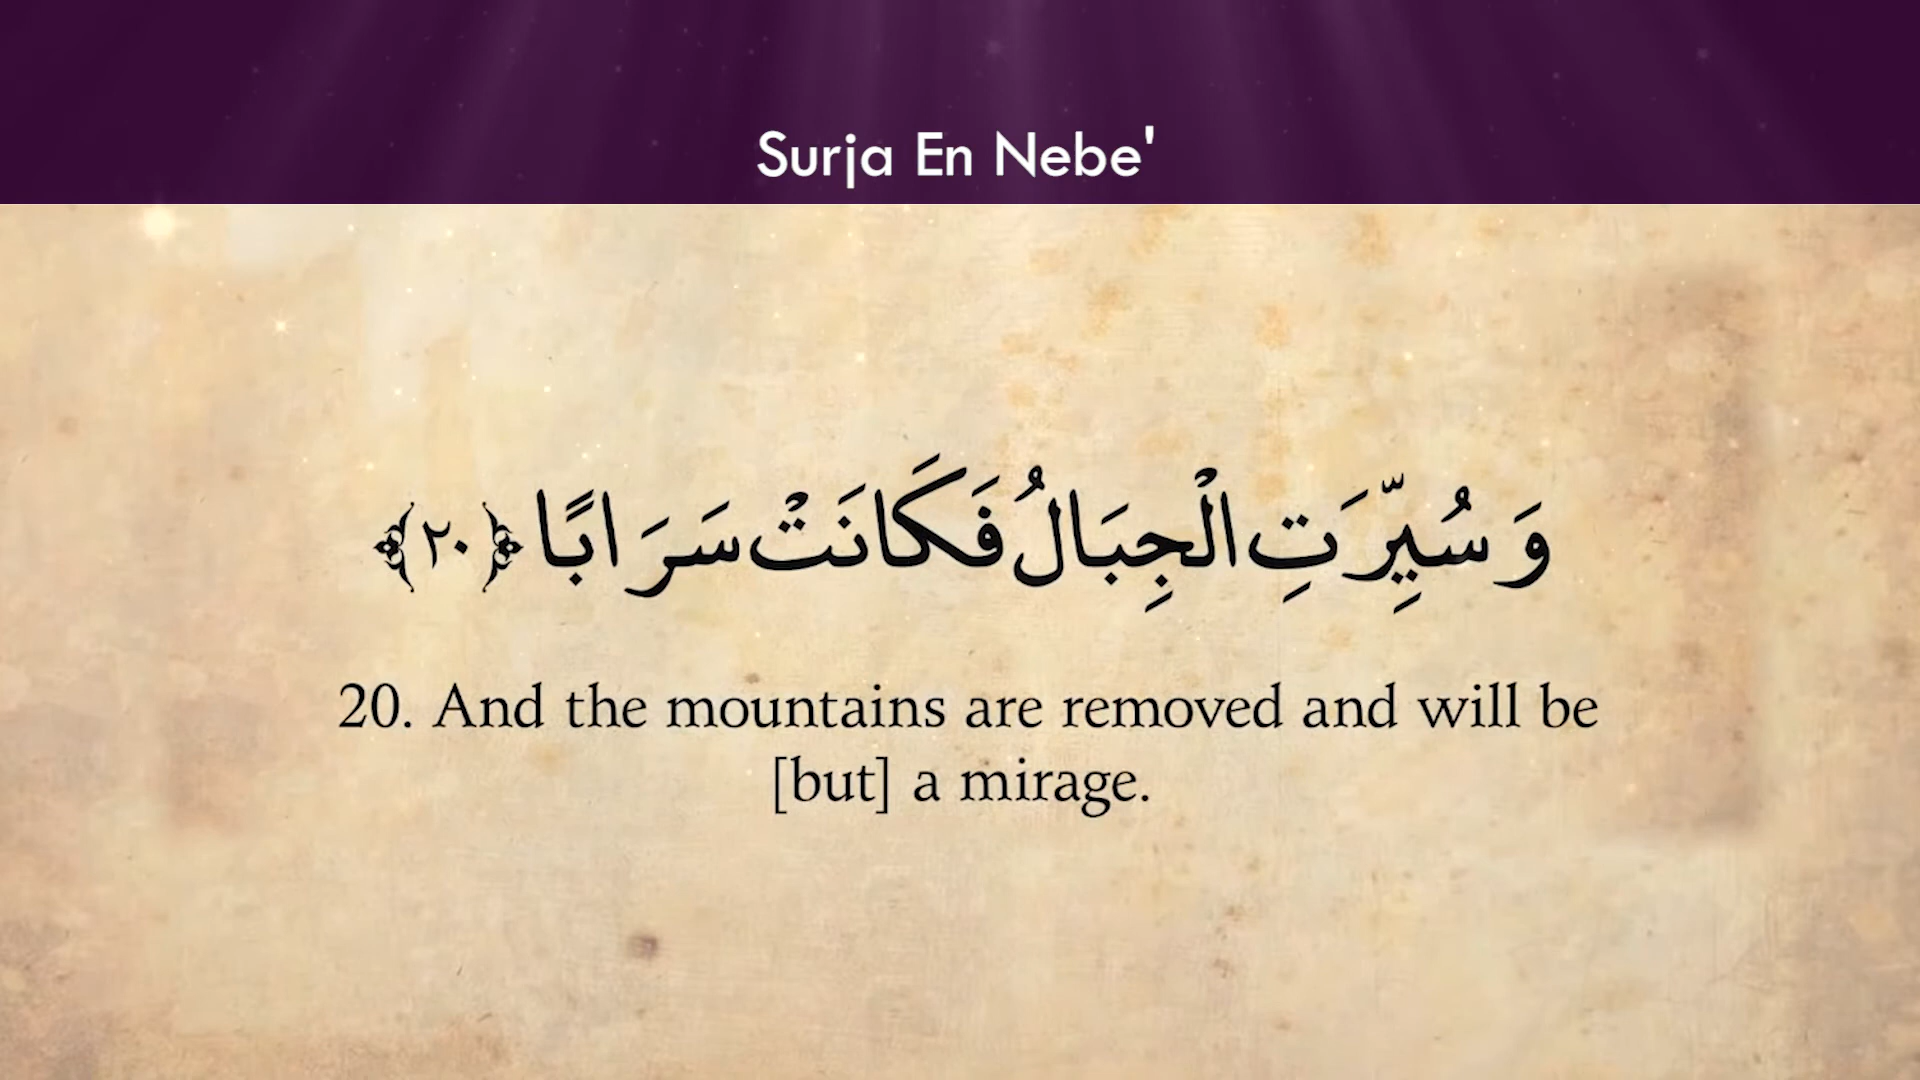 Surja En Nebe'
وَسُيِّرَتِ الْجِبَالُ فَكَانَتْ سَرَابًا ﴿٢٠﴾
20. And the mountains are removed and will be
[but] a mirage.